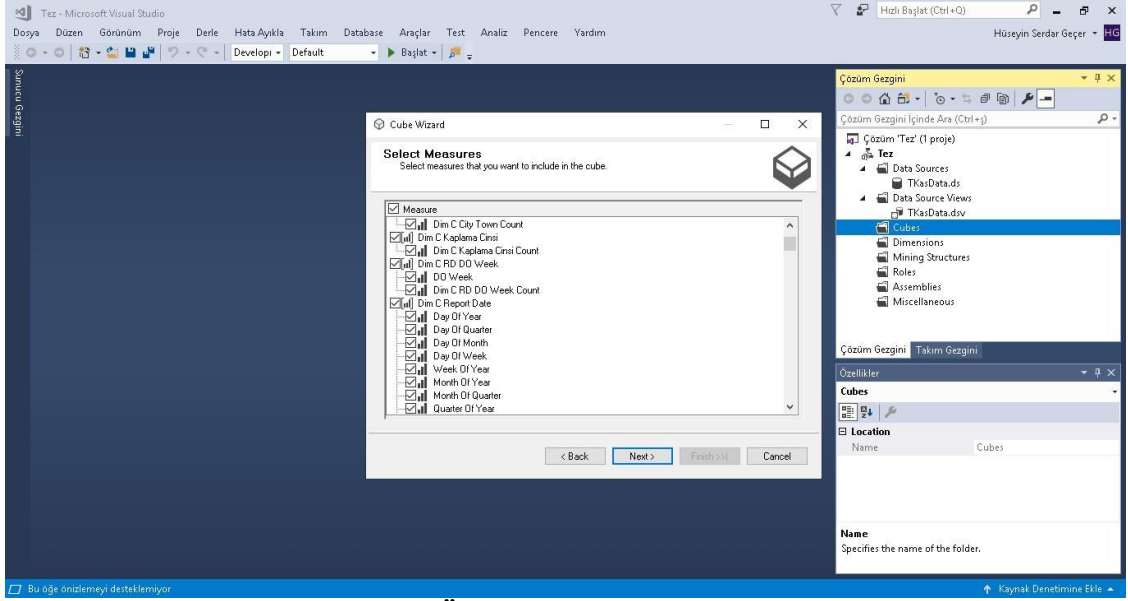 Tez - Microsoft Visual Studio
Hızlı Başlat (Ctrl+Q)
Dosya Düzen Görünüm Proje Derle Hata Ayıkla Takım Database Araçlar Test Analiz Pencere Yardım
Hüseyin Serdar Geçer HG
Developı Default Başlat
Sunucu Gezgini
Cube Wizard
Select Measures
Select measures that you want to include in the cube.
Measure
Dim C City Town Count
Dim C Kaplama Cinsi
Dim C Kaplama Cinsi Count
Dim C RD DO Week
DO Week
Dim C RD DO Week Count
Dim C Report Date
Day Of Year
Day Of Quarter
Day Of Month
Day Of Week
Week Of Year
Month Of Year
Month Of Quarter
Quarter Of Year
< Back Next > Finish >>| Cancel
Çözüm Gezgini
Çözüm Gezgini İçinde Ara (Ctrl+ş)
Çözüm 'Tez' (1 proje)
Tez
Data Sources
TKasData.ds
Data Source Views
TKasData.dsv
Cubes
Dimensions
Mining Structures
Roles
Assemblies
Miscellaneous
Çözüm Gezgini Takım Gezgini
Özellikler
Cubes
Location
Name Cubes
Name
Specifies the name of the folder.
Bu öğe önizlemeyi desteklemiyor
Kaynak Denetimine Ekle